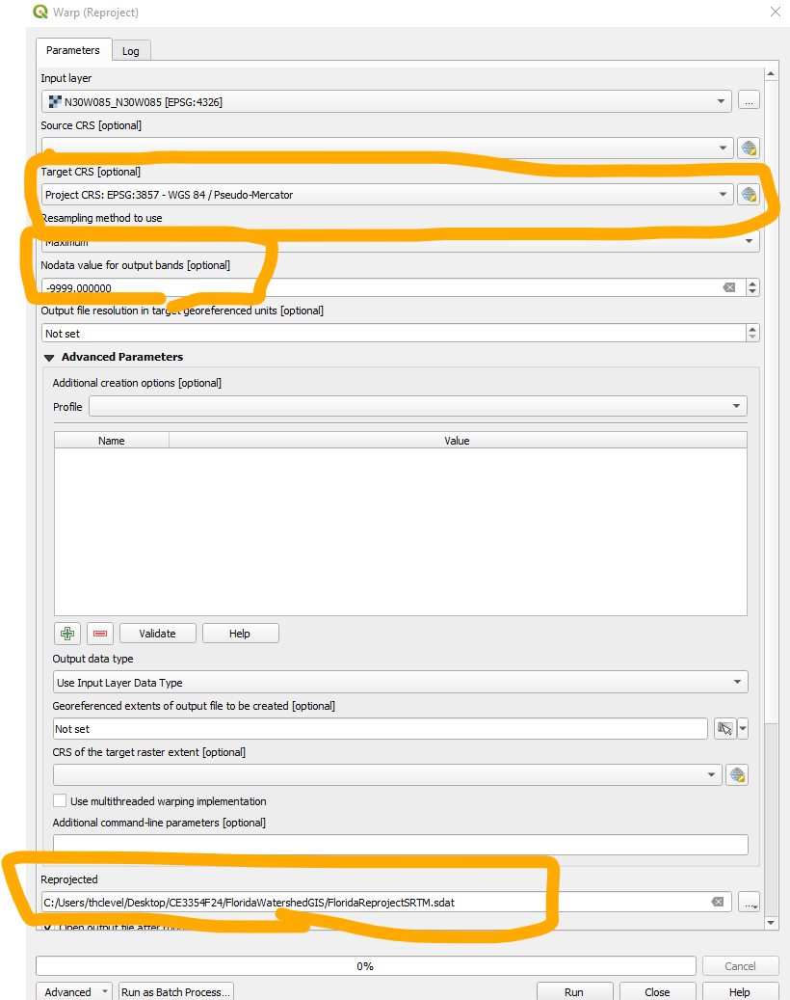 Warp (Reproject)
Parameters
Log
Input layer
N30W085_N30W085 [EPSG:4326]
...
Source CRS [optional]
Target CRS [optional]
Project CRS: EPSG:3857 - WGS 84 / Pseudo-Mercator
Resampling method to use
Maximum
Nodata value for output bands [optional]
-9999.000000
Output file resolution in target georeferenced units [optional]
Not set
Advanced Parameters
Additional creation options [optional]
Profile
Name Value
Validate Help
Output data type
Use Input Layer Data Type
Georeferenced extents of output file to be created [optional]
Not set
CRS of the target raster extent [optional]
Use multithreaded warping implementation
Additional command-line parameters [optional]
Reprojected
C:/Users/thclevel/Desktop/CE3354F24/FloridaWatershedGIS/FloridaReprojectSRTM.sdat
...
Open output file after
0%
Cancel
Advanced Run as Batch Process... Run Close Help